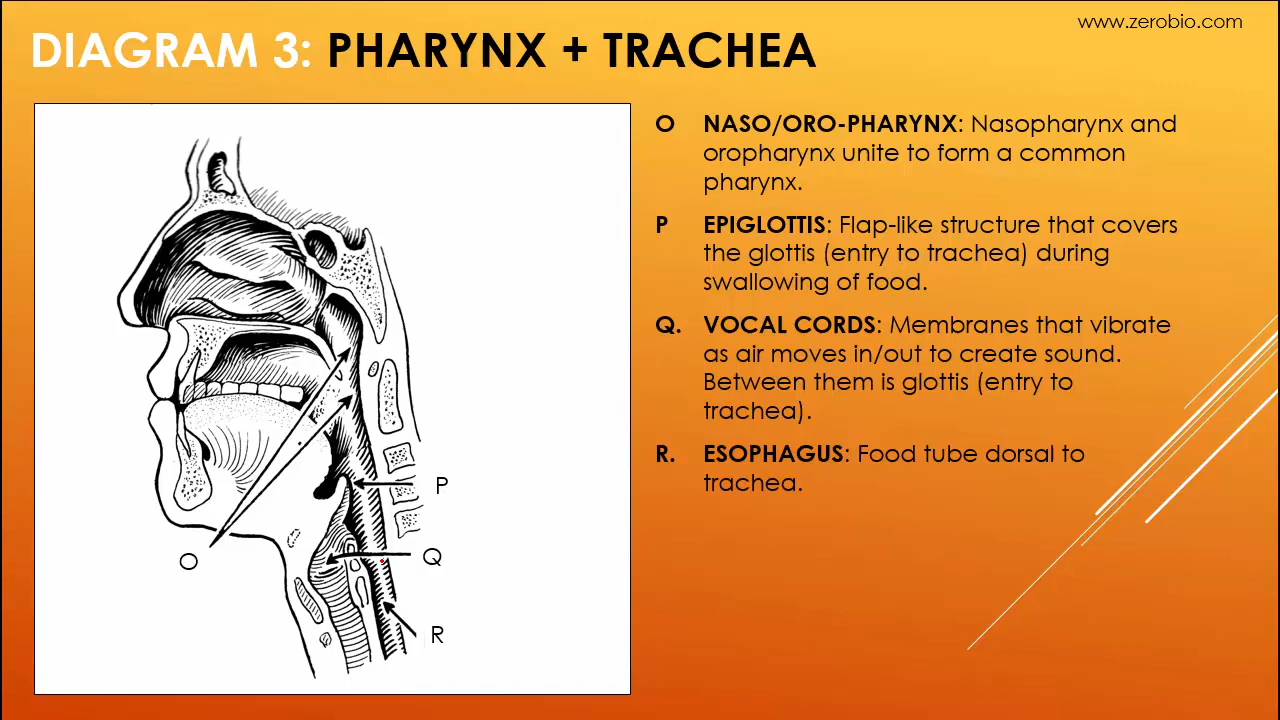 www.zerobio.com
DIAGRAM 3: PHARYNX + TRACHEA
O NASO/ORO-PHARYNX: Nasopharynx and
oropharynx unite to form a common
pharynx.
P EPIGLOTTIS: Flap-like structure that covers
the glottis (entry to trachea) during
swallowing of food.
Q. VOCAL CORDS: Membranes that vibrate
as air moves in/out to create sound.
Between them is glottis (entry to
trachea).
R. ESOPHAGUS: Food tube dorsal to
trachea.
P
Q
O
R